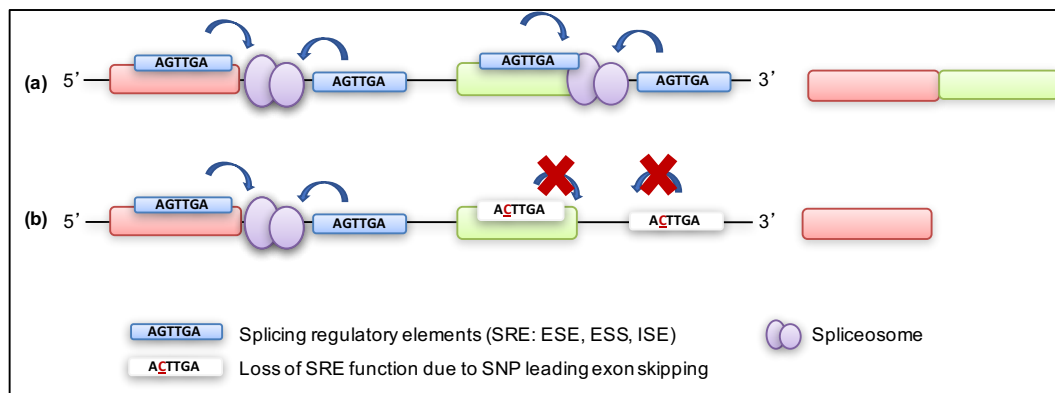 AGTTGA AGTTGA
(a) 5’ AGTTGA AGTTGA 3’
AGTTGA ACTTGA
(b) 5’ AGTTGA ACTTGA 3’
AGTTGA Splicing regulatory elements (SRE: ESE, ESS, ISE) Spliceosome
ACTTGA Loss of SRE function due to SNP leading exon skipping